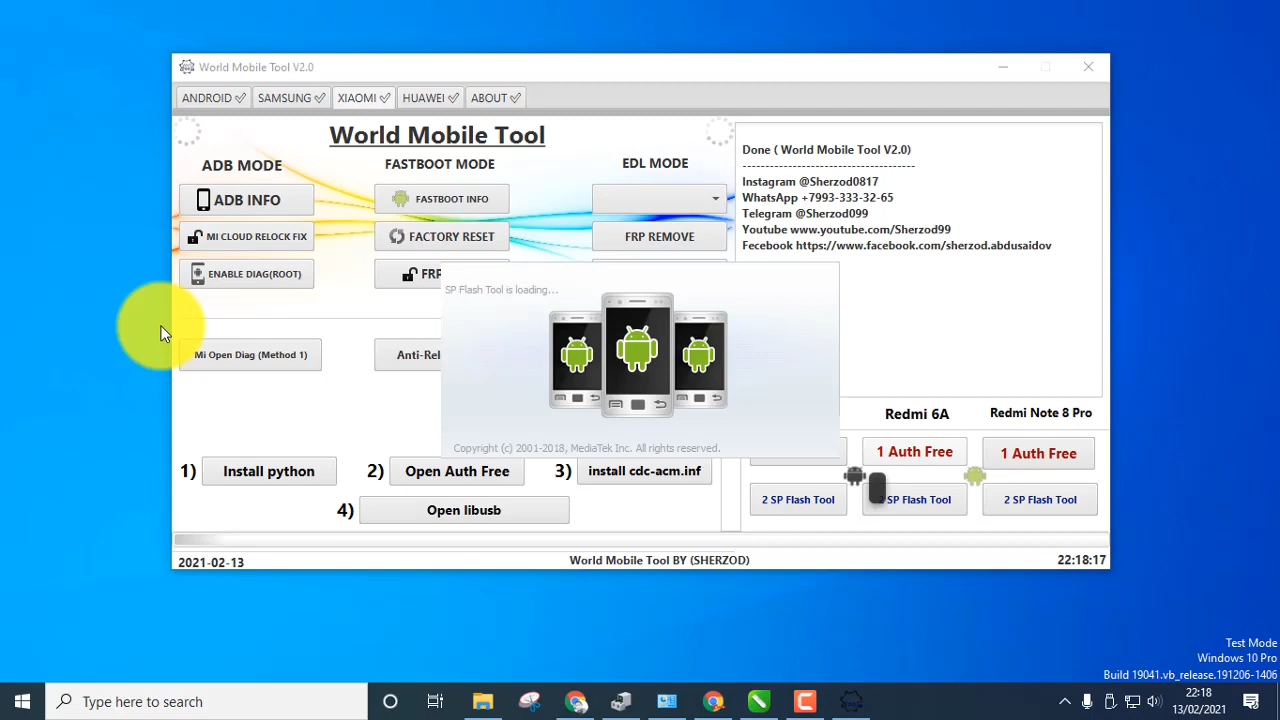 World Mobile Tool V2.0
ANDROID
SAMSUNG
XIAOMI
HUAWEI
ABOUT
World Mobile Tool
ADB MODE
FASTBOOT MODE
EDL MODE
ADB INFO
FASTBOOT INFO
MI CLOUD RELOCK FIX
FACTORY RESET
FRP REMOVE
ENABLE DIAG(ROOT)
FRP
Done ( World Mobile Tool V2.0)
--------------------------------------
Instagram @Sherzod0817
WhatsApp +7993-333-32-65
Telegram @Sherzod099
Youtube www.youtube.com/Sherzod99
Fecebook https://www.facebook.com/sherzod.abdusaidov
SP Flash Tool is loading...
Copyright (c) 2001-2018, MediaTek Inc. All rights reserved.
Mi Open Diag (Method 1)
Redmi 6A
Redmi Note 8 Pro
1 Auth Free
1 Auth Free
2 SP Flash Tool
2 SP Flash Tool
2 SP Flash Tool
1) Install python
2) Open Auth Free
3) install cdc-acm.inf
4) Open libusb
2021-02-13
World Mobile Tool BY (SHERZOD)
22:18:17
Test Mode
Windows 10 Pro
Build 19041.vb_release.191206-1406
Type here to search
22:18
13/02/2021